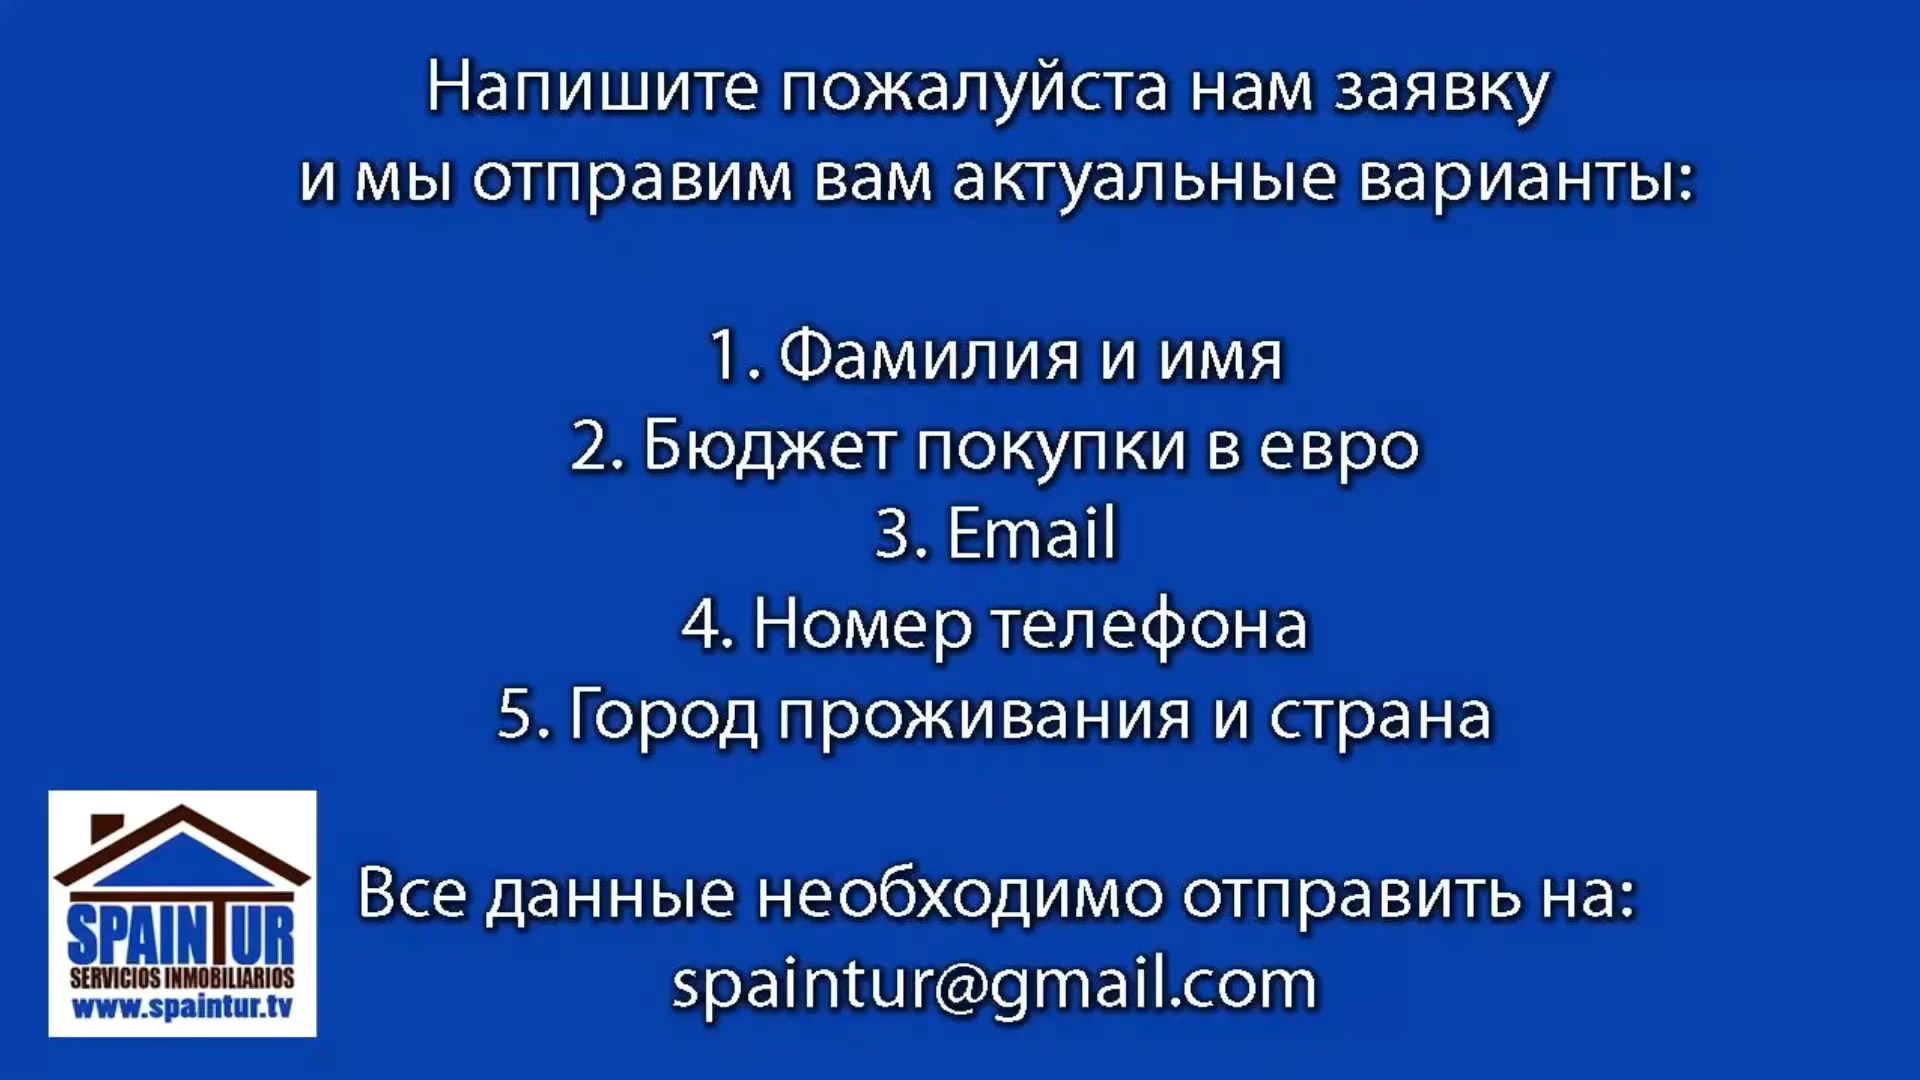 Напишите пожалуйста нам заявку
и мы отправим вам актуальные варианты:
1. Фамилия и имя
2. Бюджет покупки в евро
3. Email
4. Номер телефона
5. Город проживания и страна
Все данные необходимо отправить на:
spaintur@gmail.com
SPAINTUR
SERVICIOS INMOBILIARIOS
www.spaintur.tv